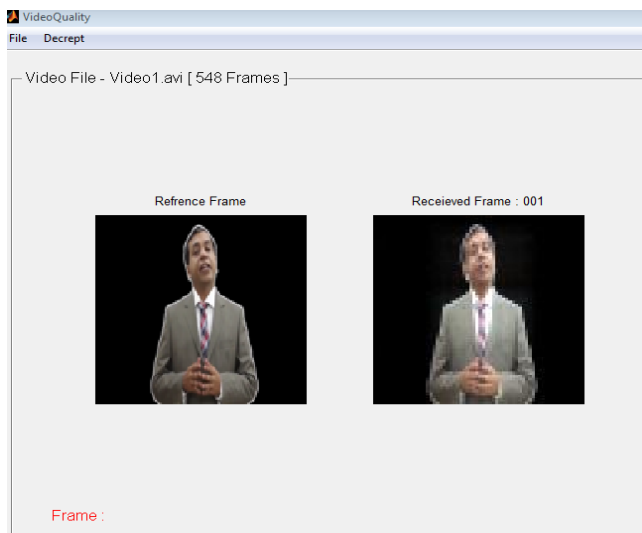 VideoQuality
File Decrept
Video File - Video1.avi [ 548 Frames ]
Refrence Frame
Receieved Frame : 001
Frame :